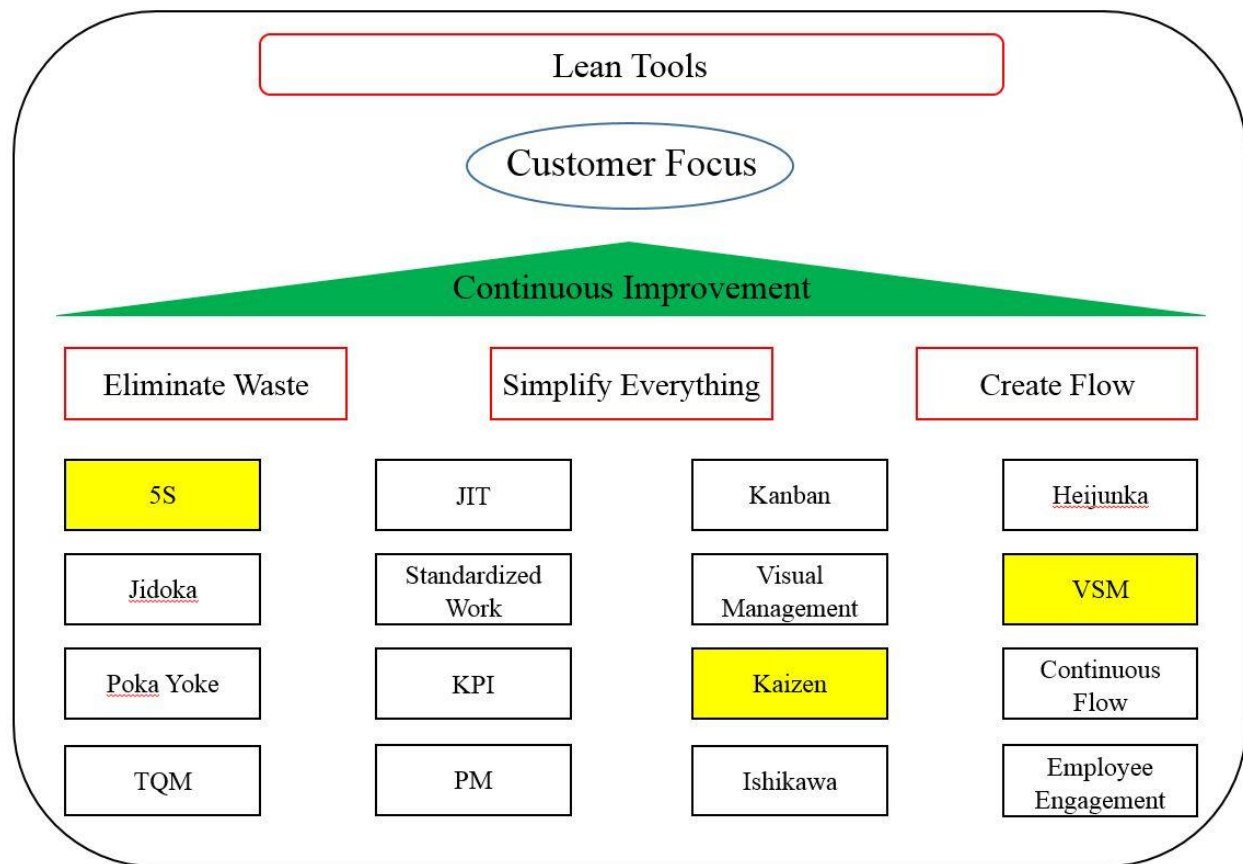 Lean Tools
Customer Focus
Continuous Improvement
Eliminate Waste
Simplify Everything
Create Flow
5S
JIT
Kanban
Heijunka
Jidoka
Standardized
Work
Visual
Management
VSM
Poka Yoke
KPI
Kaizen
Continuous
Flow
TQM
PM
Ishikawa
Employee
Engagement